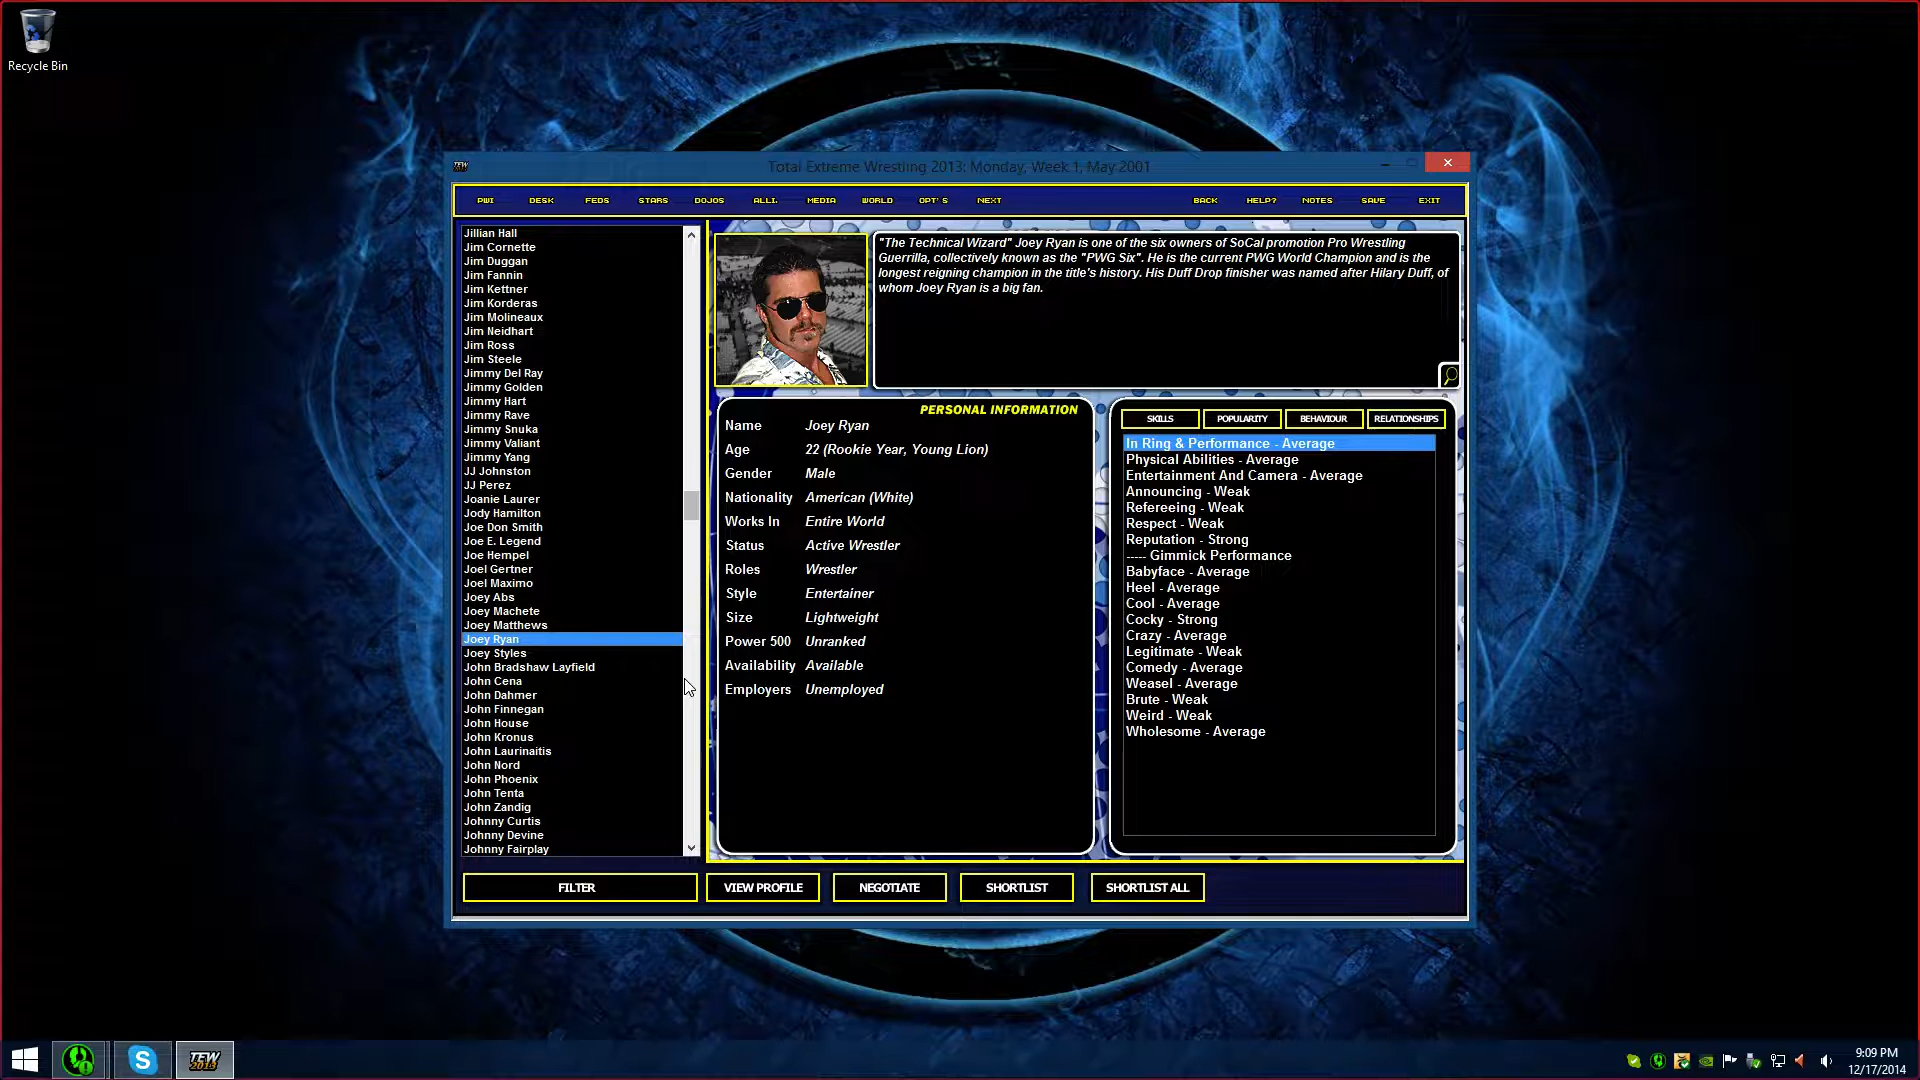 Recycle Bin
Total Extreme Wrestling 2013: Monday, Week 1, May 2001
PWI DESK FEDS STARS DOJOS ALLI. MEDIA WORLD OPT'S NEXT BACK HELP? NOTES SAVE EXIT
Jillian Hall
Jim Cornette
Jim Duggan
Jim Fannin
Jim Kettner
Jim Korderas
Jim Molineaux
Jim Neidhart
Jim Ross
Jim Steele
Jimmy Del Ray
Jimmy Golden
Jimmy Hart
Jimmy Rave
Jimmy Snuka
Jimmy Valiant
Jimmy Yang
JJ Johnston
JJ Perez
Joanie Laurer
Jody Hamilton
Joe Don Smith
Joe E. Legend
Joe Hempel
Joel Gertner
Joel Maximo
Joey Abs
Joey Machete
Joey Matthews
Joey Ryan
Joey Styles
John Bradshaw Layfield
John Cena
John Dahmer
John Finnegan
John House
John Kronus
John Laurinaitis
John Nord
John Phoenix
John Tenta
John Zandig
Johnny Curtis
Johnny Devine
Johnny Fairplay
"The Technical Wizard" Joey Ryan is one of the six owners of SoCal promotion Pro Wrestling
Guerrilla, collectively known as the "PWG Six". He is the current PWG World Champion and is the
longest reigning champion in the title's history. His Duff Drop finisher was named after Hilary Duff, of
whom Joey Ryan is a big fan.
PERSONAL INFORMATION
Name Joey Ryan
Age 22 (Rookie Year, Young Lion)
Gender Male
Nationality American (White)
Works In Entire World
Status Active Wrestler
Roles Wrestler
Style Entertainer
Size Lightweight
Power 500 Unranked
Availability Available
Employers Unemployed
SKILLS POPULARITY BEHAVIOUR RELATIONSHIPS
In Ring & Performance - Average
Physical Abilities - Average
Entertainment And Camera - Average
Announcing - Weak
Refereeing - Weak
Respect - Weak
Reputation - Strong
----- Gimmick Performance
Babyface - Average
Heel - Average
Cool - Average
Cocky - Strong
Crazy - Average
Legitimate - Weak
Comedy - Average
Weasel - Average
Brute - Weak
Weird - Weak
Wholesome - Average
FILTER VIEW PROFILE NEGOTIATE SHORTLIST SHORTLIST ALL
TEW 2013
9:09 PM
12/17/2014